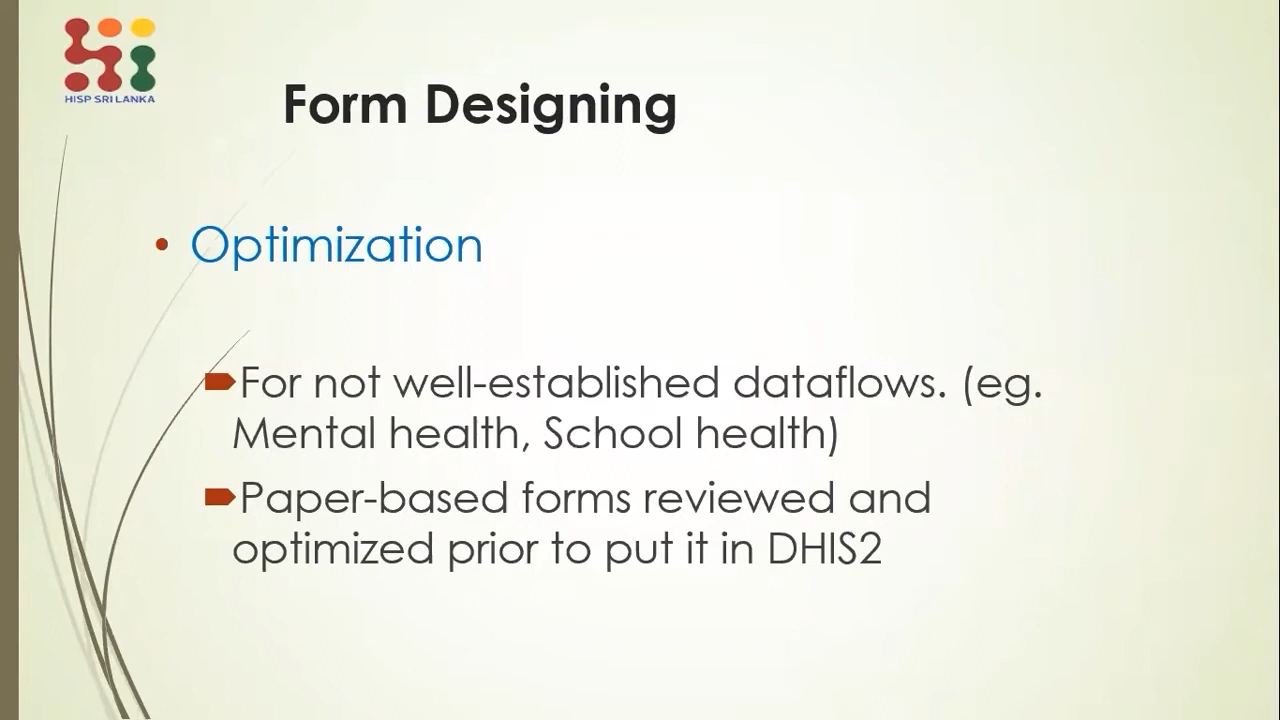 HISP SRI LANKA
Form Designing
• Optimization
For not well-established dataflows. (eg.
Mental health, School health)
Paper-based forms reviewed and
optimized prior to put it in DHIS2